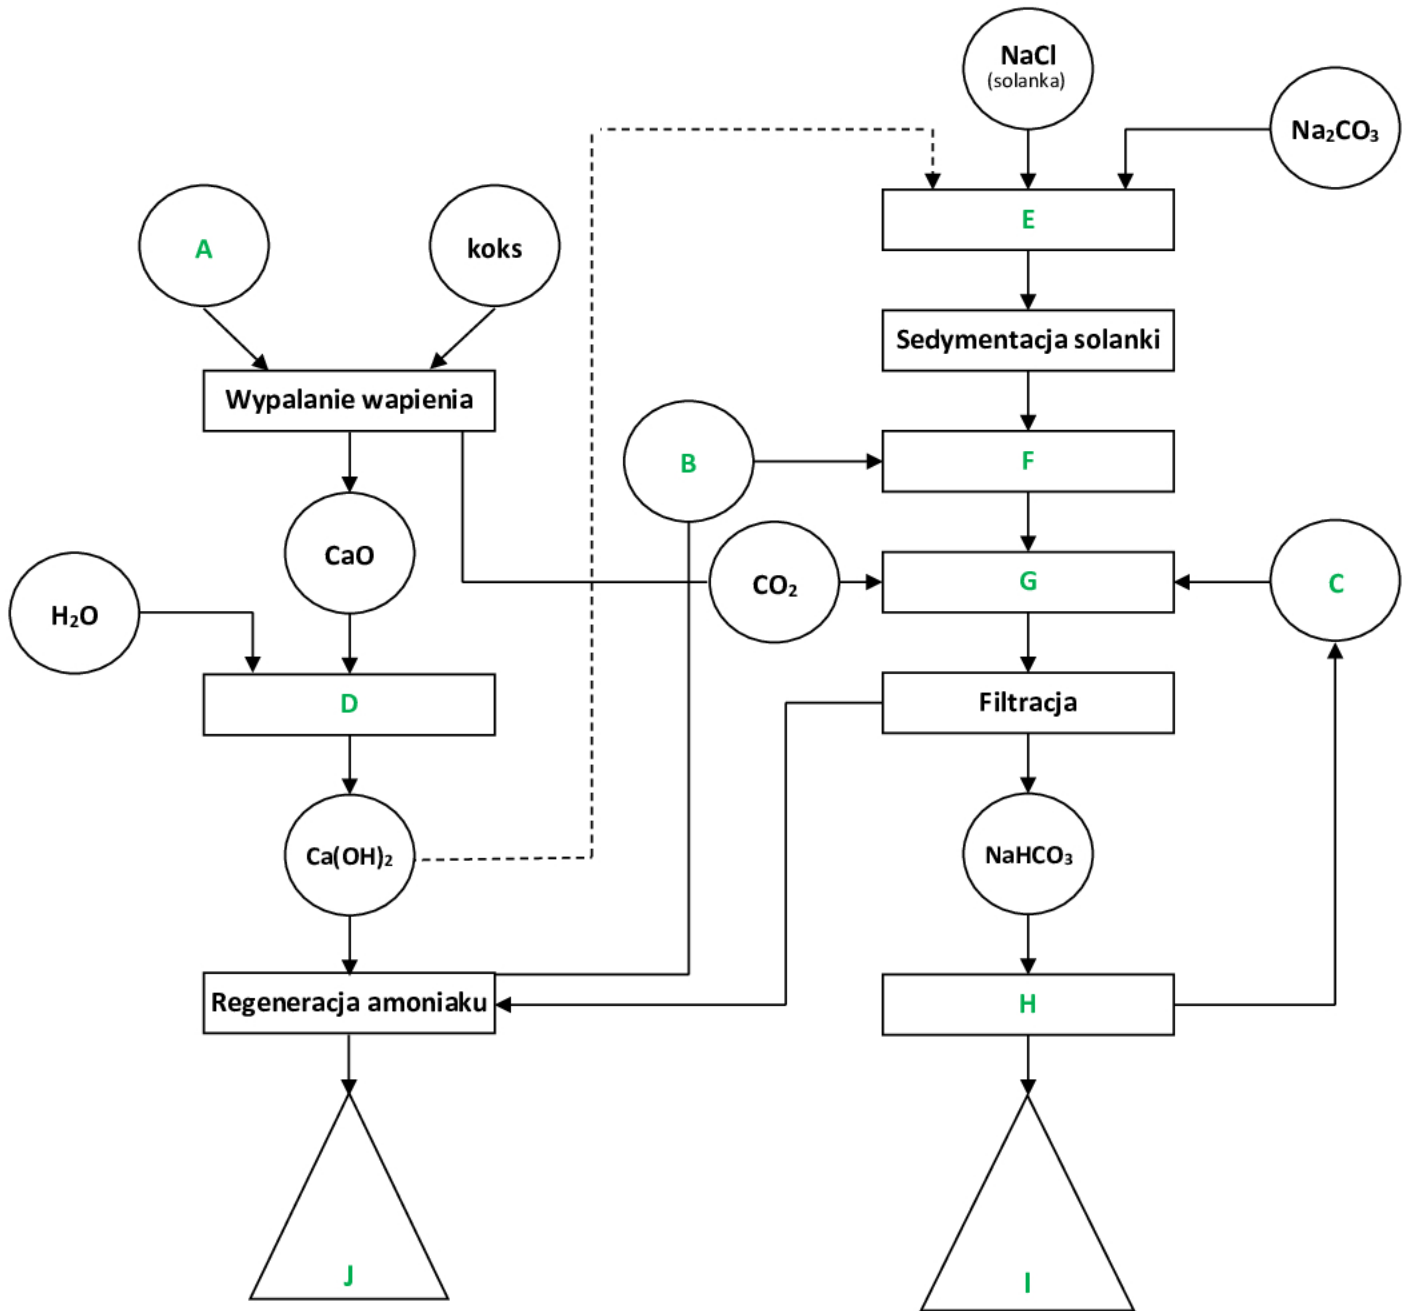 NaCl
(solanka)
Na₂CO₃
E
A
koks
Sedymentacja solanki
Wypalanie wapienia
B
F
CaO
CO₂
G
C
H₂O
D
Filtracja
Ca(OH)₂
NaHCO₃
Regeneracja amoniaku
H
J
I